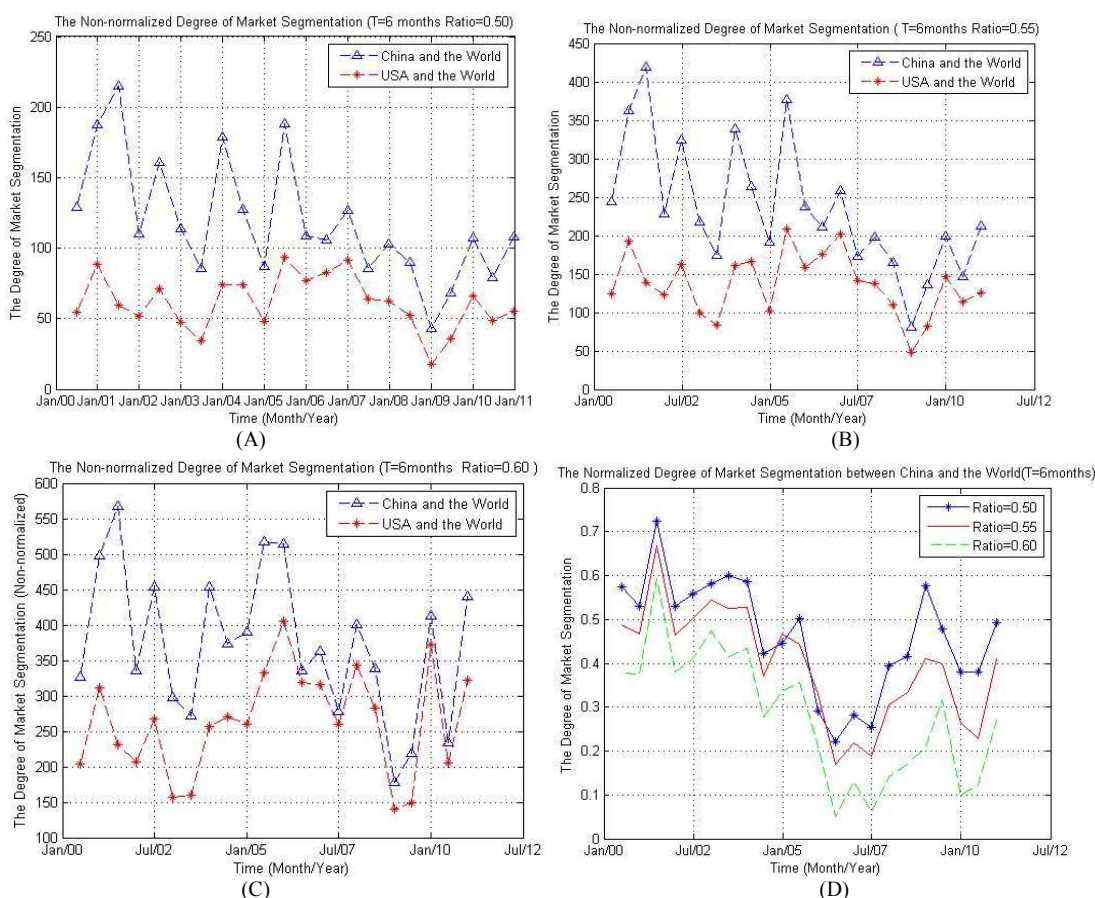 The Non-normalized Degree of Market Segmentation (T=6 months Ratio=0.50)
250
200
150
100
50
0
The Degree of Market Segmentation
China and the World
USA and the World
Jan/00 Jan/01 Jan/02 Jan/03 Jan/04 Jan/05 Jan/06 Jan/07 Jan/08 Jan/09 Jan/10 Jan/11
Time (Month/Year)
(A)
The Non-normalized Degree of Market Segmentation ( T=6months Ratio=0.55)
450
400
350
300
250
200
150
100
50
0
The Degree of Market Segmentation
China and the World
USA and the World
Jan/00 Jul/02 Jan/05 Jul/07 Jan/10 Jul/12
Time (Month/Year)
(B)
The Non-normalized Degree of Market Segmentation (T=6months Ratio=0.60 )
600
550
500
450
400
350
300
250
200
150
100
The Degree of Market Segmentation (Non-normalized)
China and the World
USA and the World
Jan/00 Jul/02 Jan/05 Jul/07 Jan/10 Jul/12
Time (Month/Year)
(C)
The Normalized Degree of Market Segmentation between China and the World(T=6months)
0.8
0.7
0.6
0.5
0.4
0.3
0.2
0.1
0
The Degree of Market Segmentation
Ratio=0.50
Ratio=0.55
Ratio=0.60
Jan/00 Jul/02 Jan/05 Jul/07 Jan/10 Jul/12
Time (Month/Year)
(D)